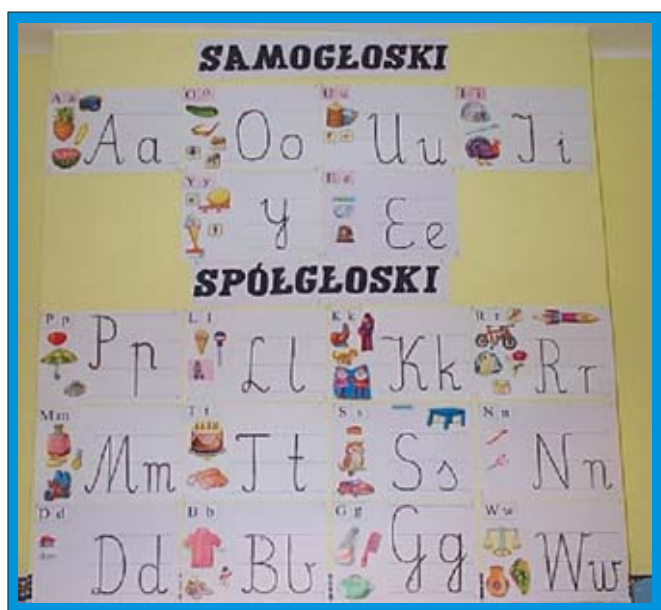 SAMOGŁOSKI
A a O o U u I i
Aa Oo Uu Ii
Y y E e
y Ee
SPÓŁGŁOSKI
P p L l K k R r
Pp Ll Kk Rr
M m T t S s N n
Mm Tt Ss Nn
D d B b G g W w
Dd Bb Gg Ww